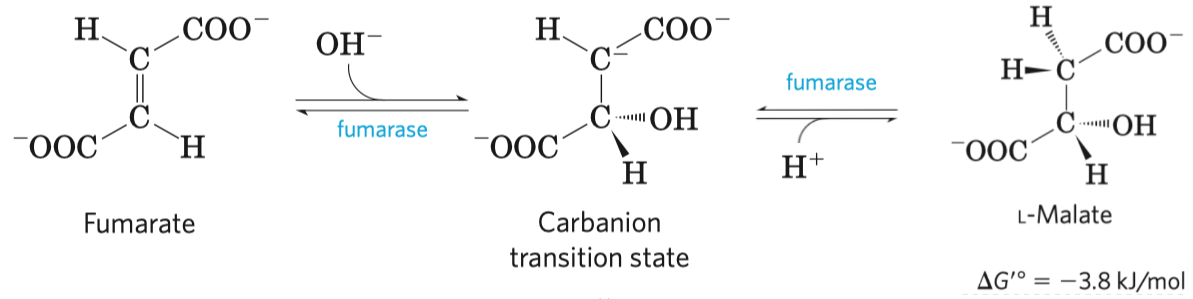 H COO⁻
C
C
⁻OOC H
Fumarate
OH⁻
fumarase
H COO⁻
C⁻
C OH
⁻OOC
H
Carbanion
transition state
fumarase
H⁺
H
COO⁻
H C
C OH
⁻OOC
H
L-Malate
ΔG′° = −3.8 kJ/mol